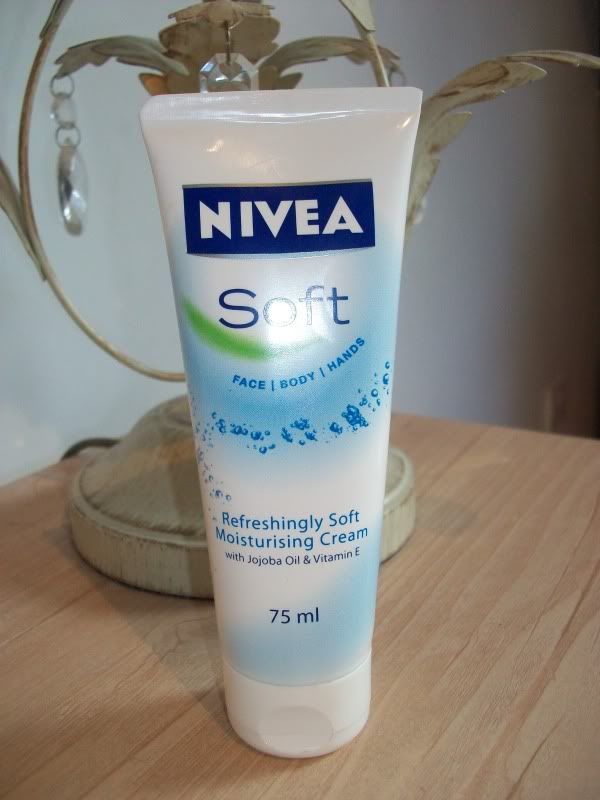 NIVEA
Soft
FACE | BODY | HANDS
Refreshingly Soft
Moisturising Cream
with Jojoba Oil & Vitamin E
75 ml